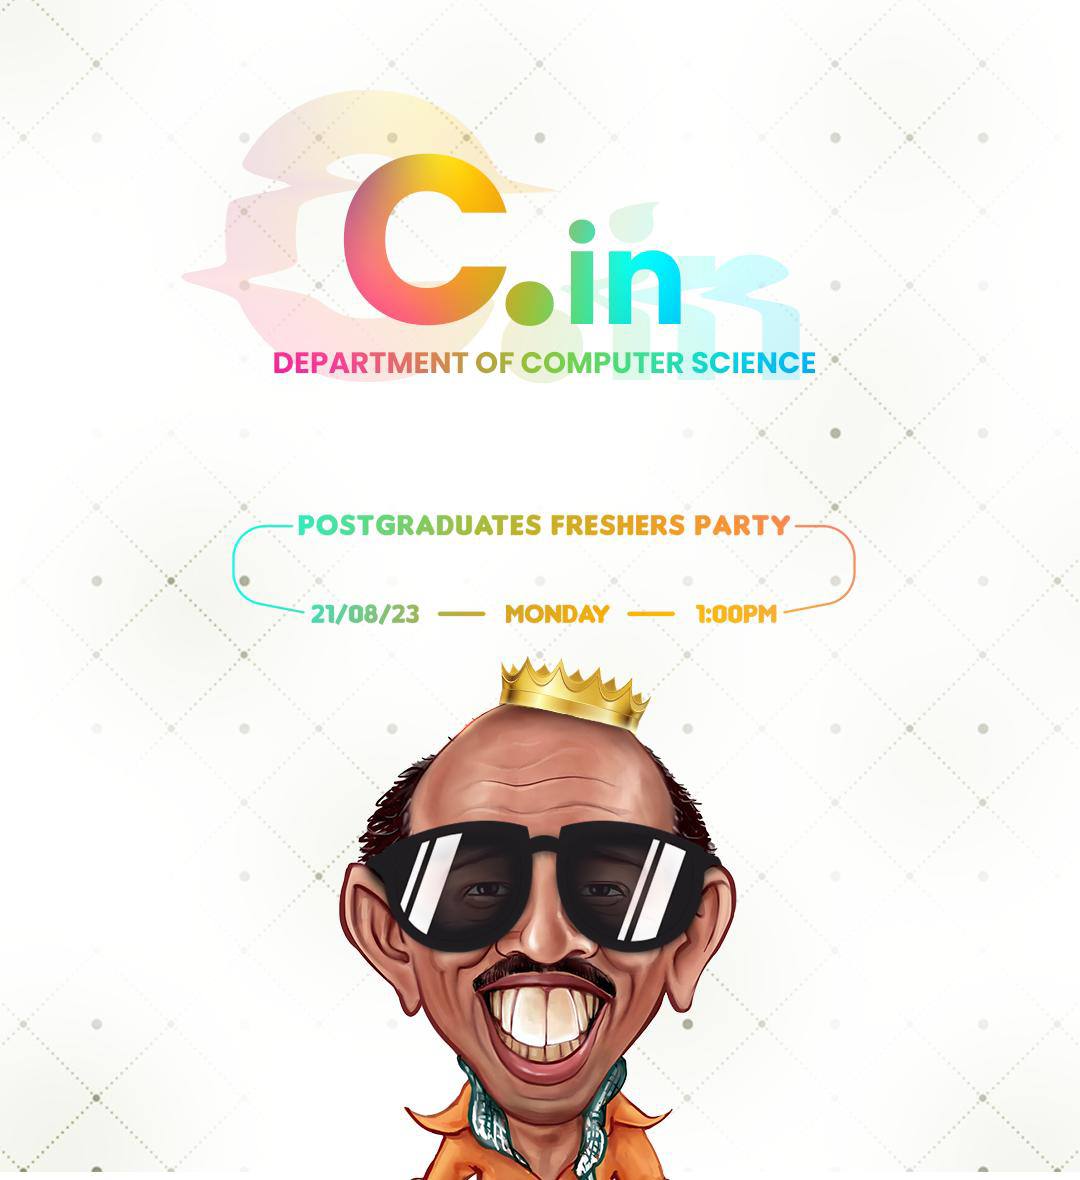 C.in
DEPARTMENT OF COMPUTER SCIENCE
POSTGRADUATES FRESHERS PARTY
21/08/23 — MONDAY — 1:00PM